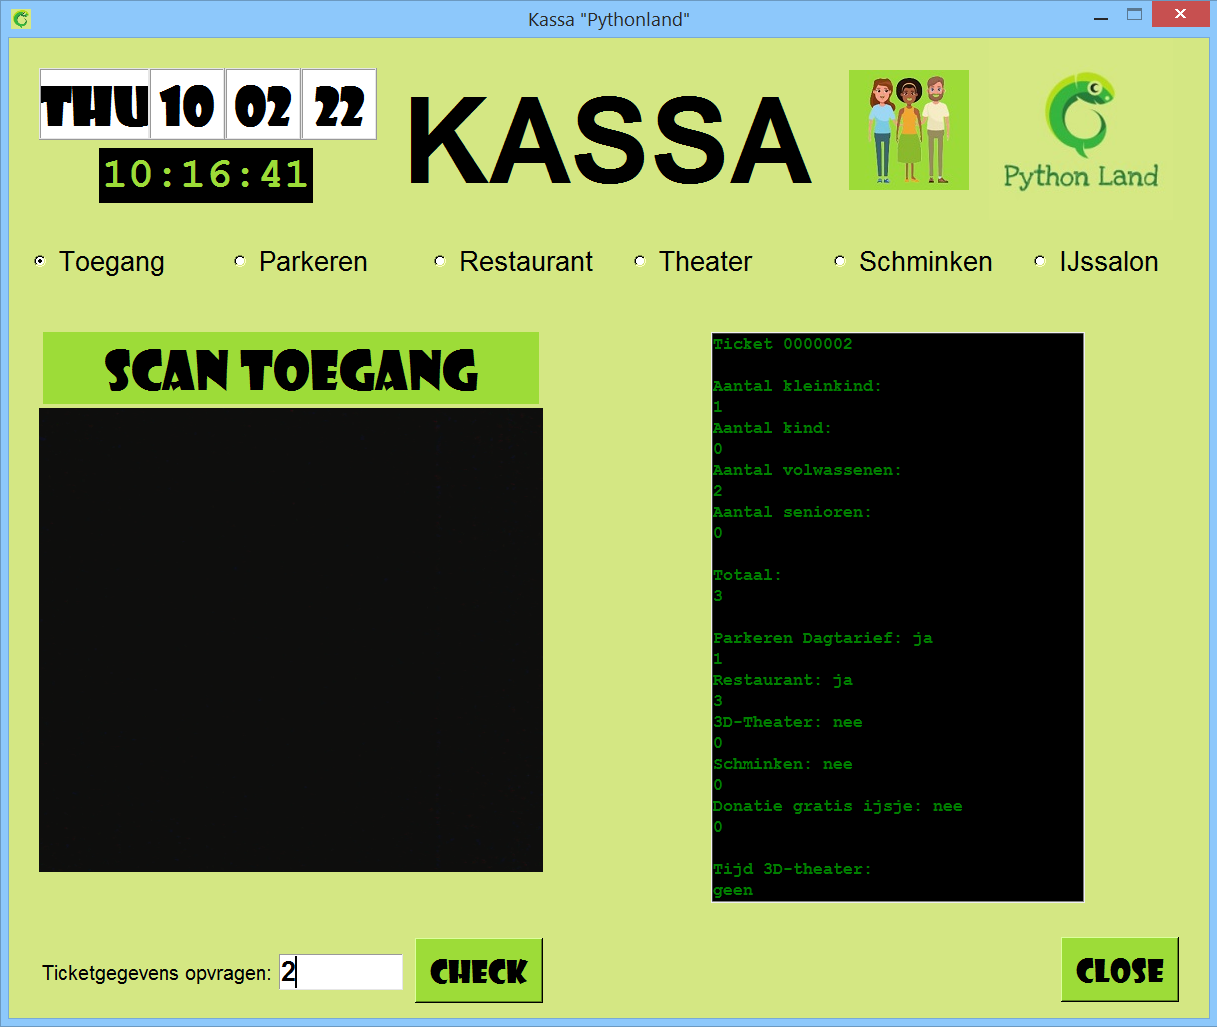 Kassa "Pythonland"
THU 10 02 22
10:16:41
KASSA
Python Land
Toegang Parkeren Restaurant Theater Schminken IJssalon
SCAN TOEGANG
Ticket 0000002
Aantal kleinkind:
1
Aantal kind:
0
Aantal volwassenen:
2
Aantal senioren:
0
Totaal:
3
Parkeren Dagtarief: ja
1
Restaurant: ja
3
3D-Theater: nee
0
Schminken: nee
0
Donatie gratis ijsje: nee
0
Tijd 3D-theater:
geen
Ticketgegevens opvragen: 2 CHECK
CLOSE